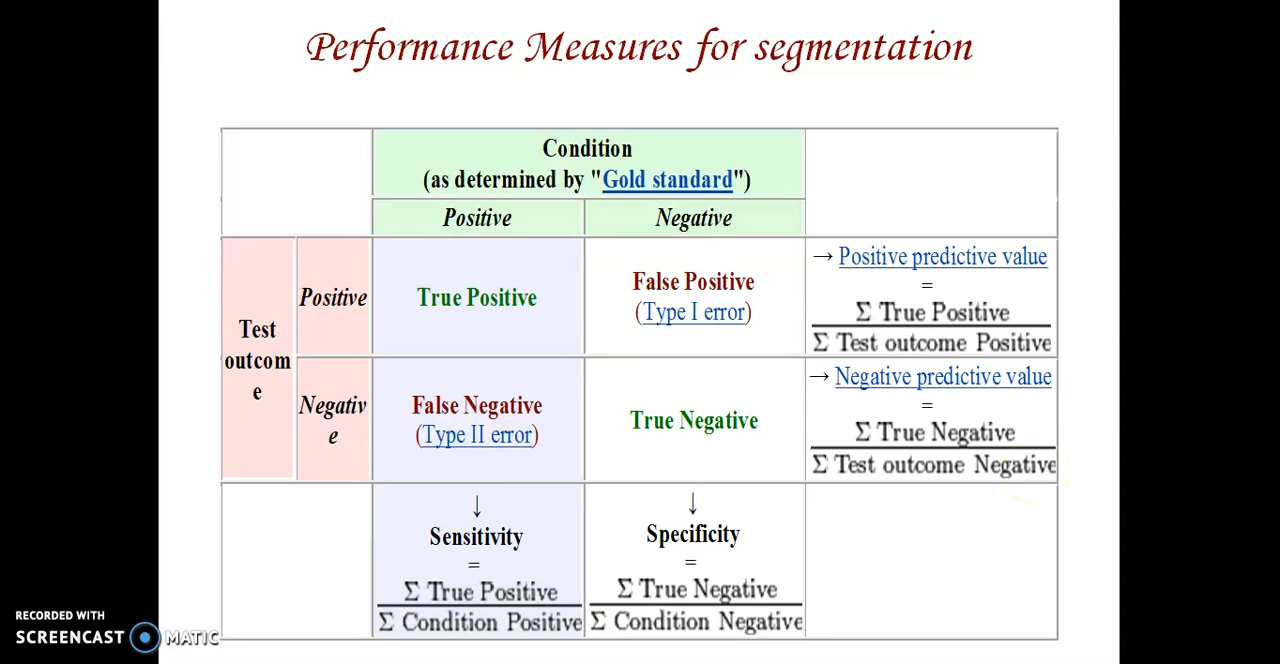 Performance Measures for segmentation
Condition
(as determined by "Gold standard")
Positive
Negative
Test
outcom
e
Positive
True Positive
False Positive
(Type I error)
→ Positive predictive value
=
Σ True Positive
Σ Test outcome Positive
Negativ
e
False Negative
(Type II error)
True Negative
→ Negative predictive value
=
Σ True Negative
Σ Test outcome Negative
↓
Sensitivity
=
Σ True Positive
Σ Condition Positive
↓
Specificity
=
Σ True Negative
Σ Condition Negative
RECORDED WITH
SCREENCAST MATIC